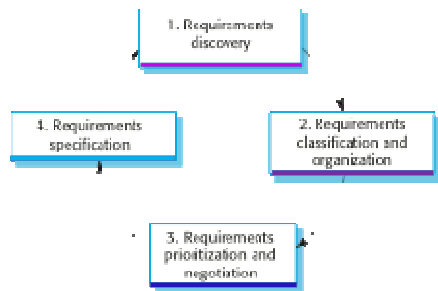 1. Requirements
discovery
4. Requirements
specification
2. Requirements
classification and
organization
3. Requirements
prioritization and
negotiation